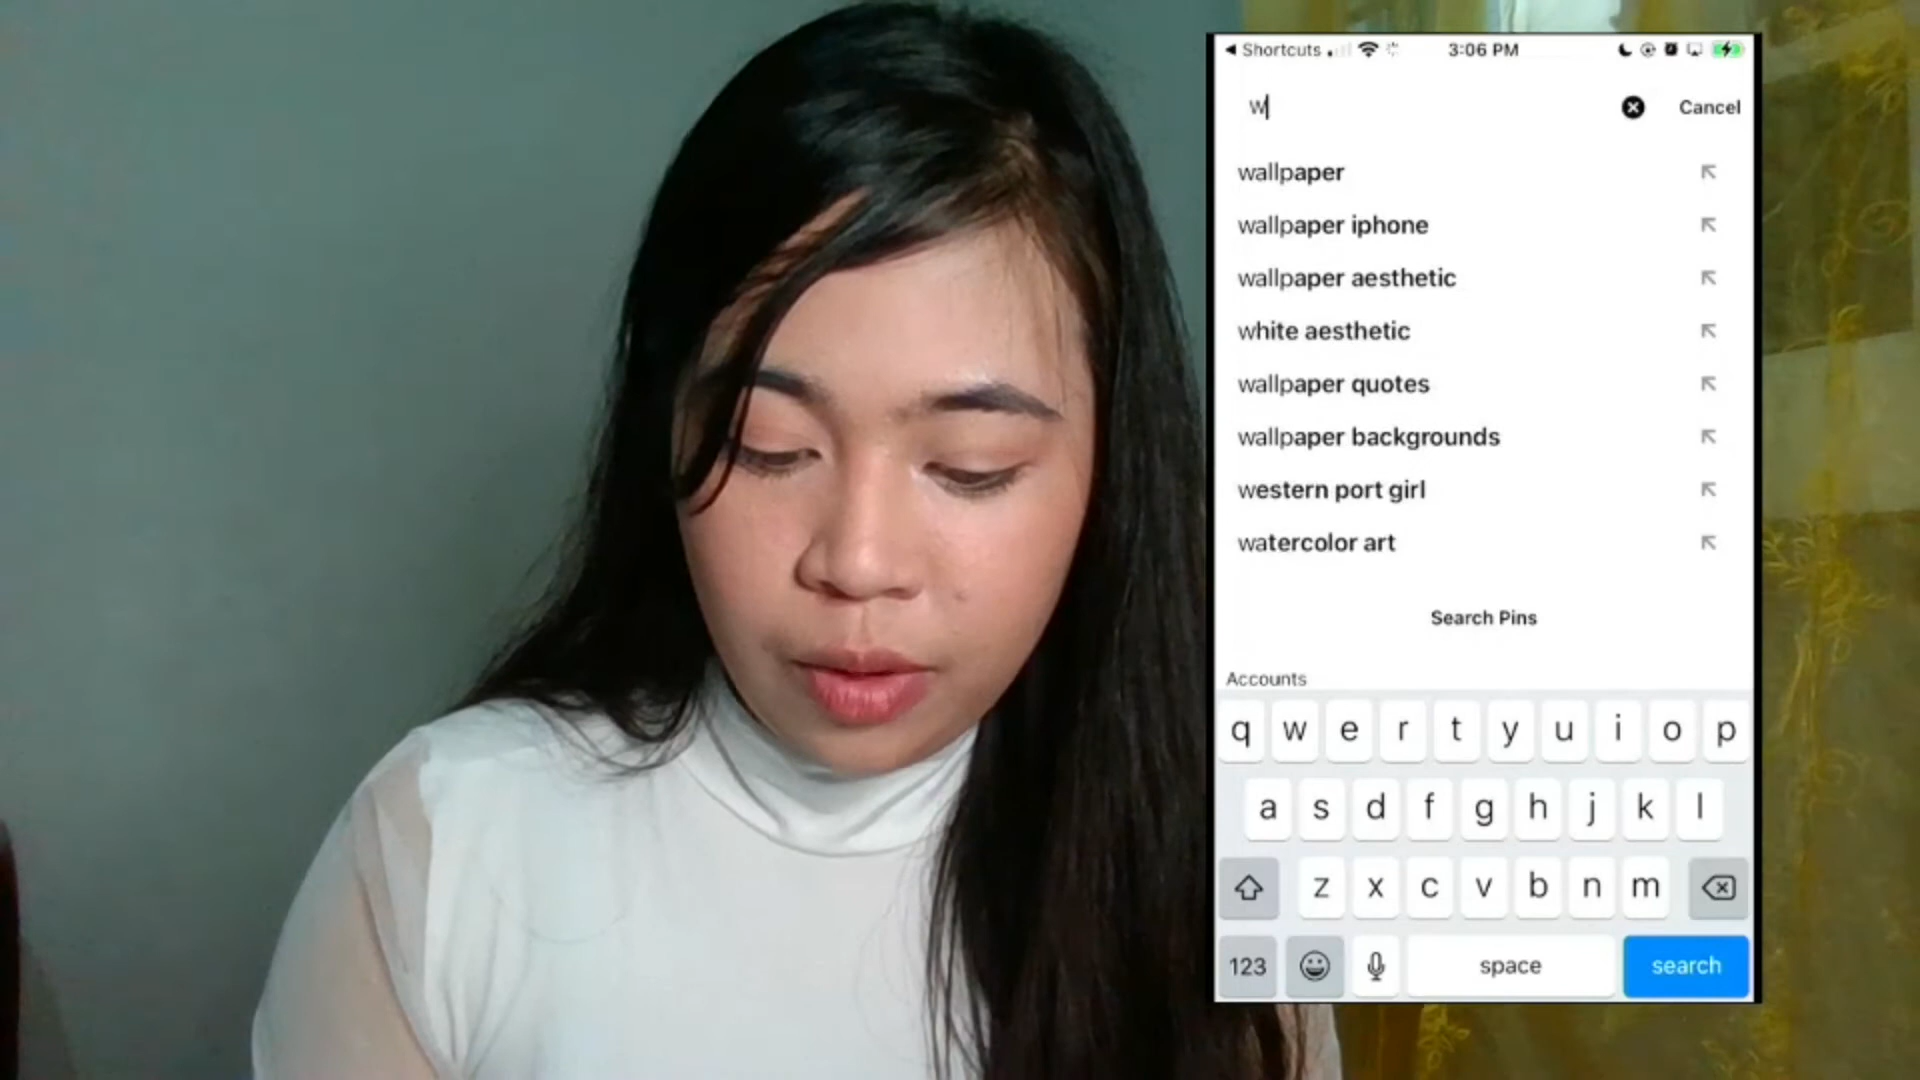 Shortcuts 3:06 PM
w Cancel
wallpaper
wallpaper iphone
wallpaper aesthetic
white aesthetic
wallpaper quotes
wallpaper backgrounds
western port girl
watercolor art
Search Pins
Accounts
q w e r t y u i o p
a s d f g h j k l
z x c v b n m
123 space search